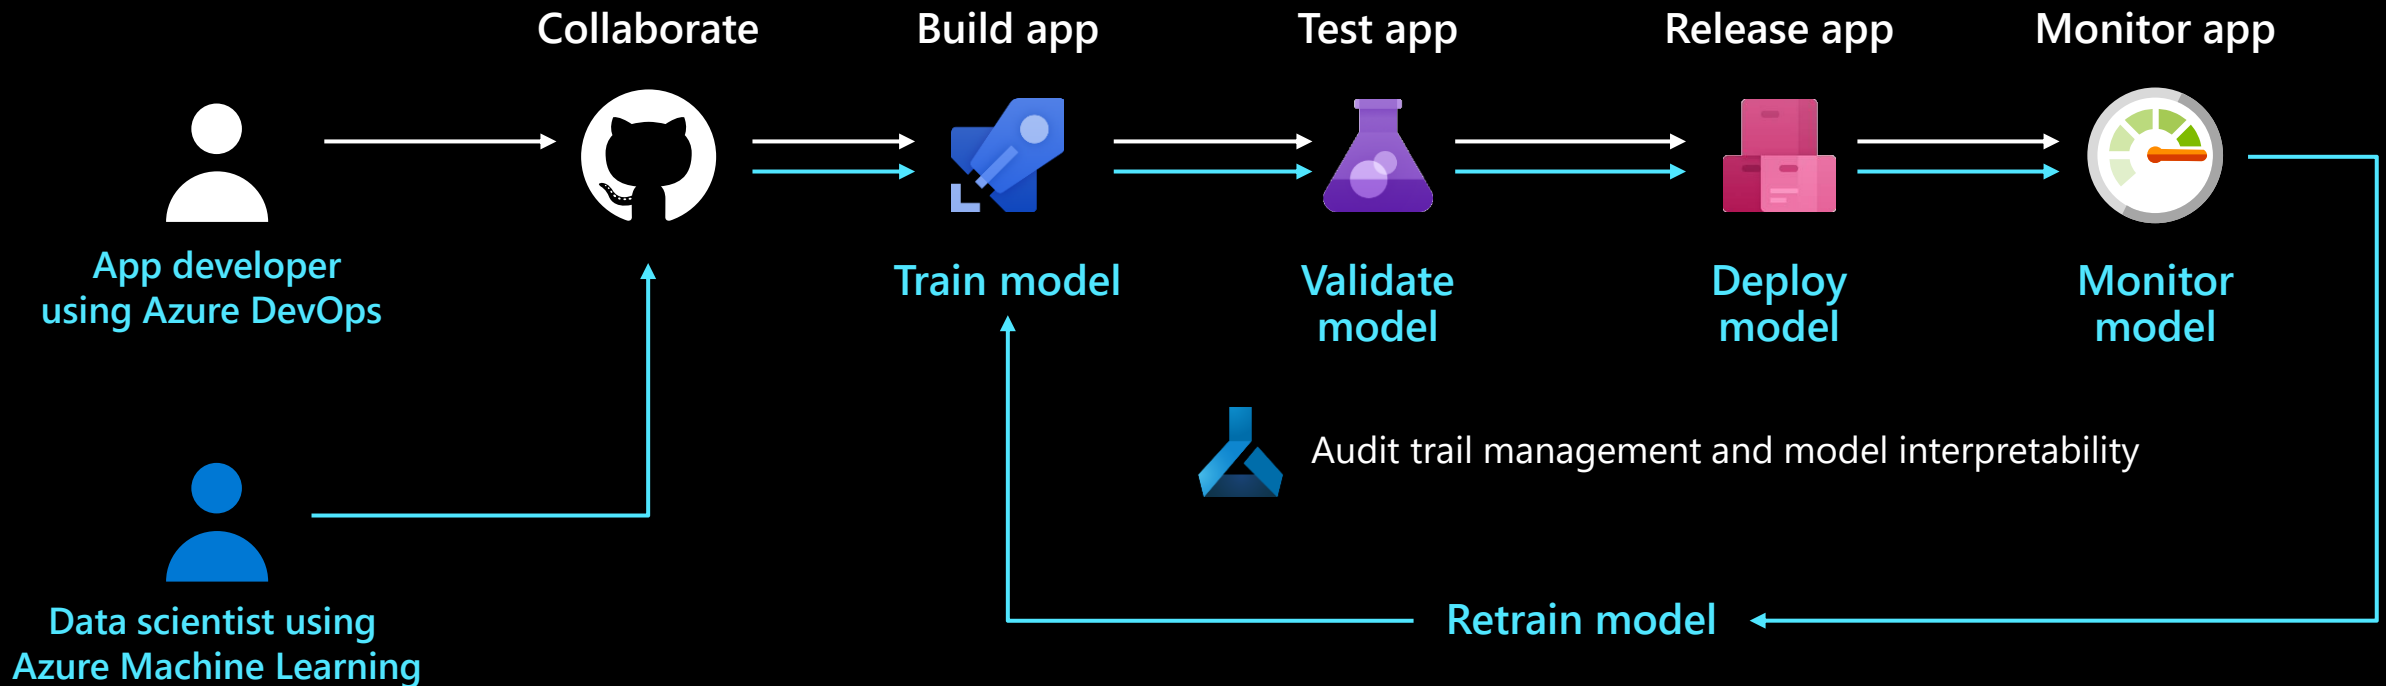 Collaborate
Build app
Test app
Release app
Monitor app
App developer
using Azure DevOps
Train model
Validate
model
Deploy
model
Monitor
model
Audit trail management and model interpretability
Data scientist using
Azure Machine Learning
Retrain model